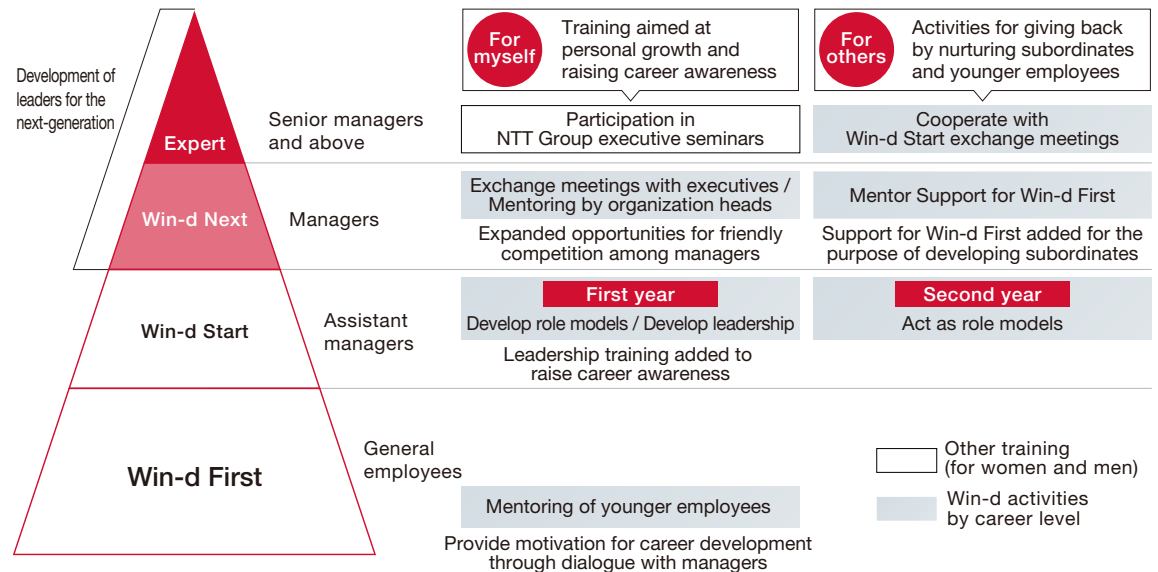 Development of
leaders for the
next-generation
Expert
Senior managers
and above
Win-d Next
Managers
Win-d Start
Assistant
managers
Win-d First
General
employees
For
myself
Training aimed at
personal growth and
raising career awareness
For
others
Activities for giving back
by nurturing subordinates
and younger employees
Participation in
NTT Group executive seminars
Cooperate with
Win-d Start exchange meetings
Exchange meetings with executives /
Mentoring by organization heads
Expanded opportunities for friendly
competition among managers
Mentor Support for Win-d First
Support for Win-d First added for the
purpose of developing subordinates
First year
Develop role models / Develop leadership
Leadership training added to
raise career awareness
Second year
Act as role models
Mentoring of younger employees
Provide motivation for career development
through dialogue with managers
Other training
(for women and men)
Win-d activities
by career level